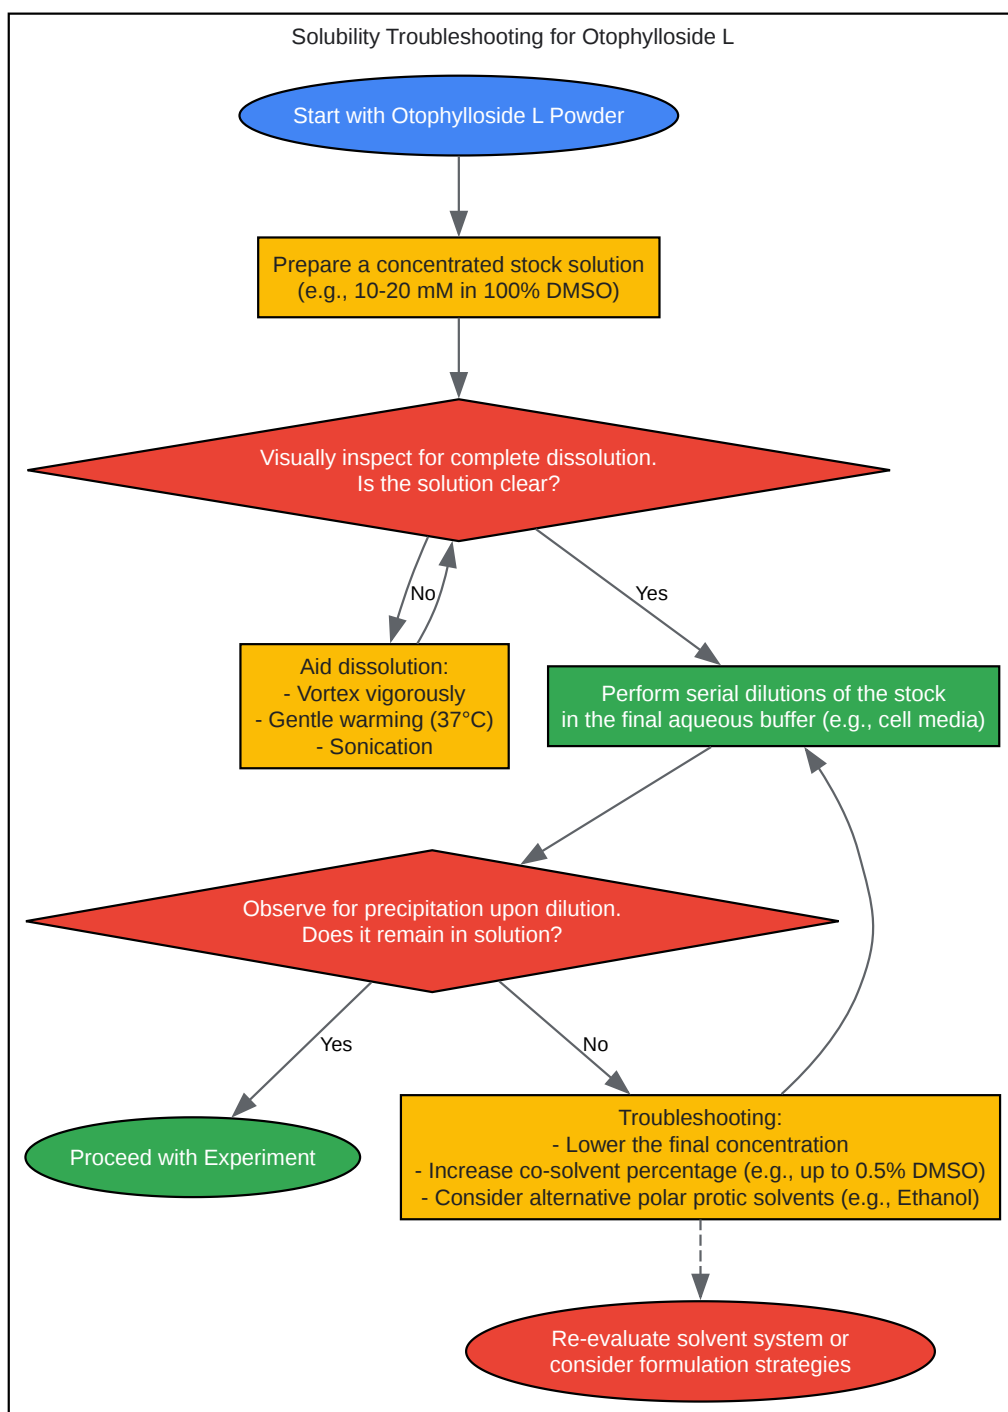 Solubility Troubleshooting for Otophylloside L
Start with Otophylloside L Powder
Prepare a concentrated stock solution
(e.g., 10-20 mM in 100% DMSO)
Visually inspect for complete dissolution.
Is the solution clear?
No
Yes
Aid dissolution:
- Vortex vigorously
- Gentle warming (37°C)
- Sonication
Perform serial dilutions of the stock
in the final aqueous buffer (e.g., cell media)
Observe for precipitation upon dilution.
Does it remain in solution?
Yes
No
Proceed with Experiment
Troubleshooting:
- Lower the final concentration
- Increase co-solvent percentage (e.g., up to 0.5% DMSO)
- Consider alternative polar protic solvents (e.g., Ethanol)
Re-evaluate solvent system or
consider formulation strategies